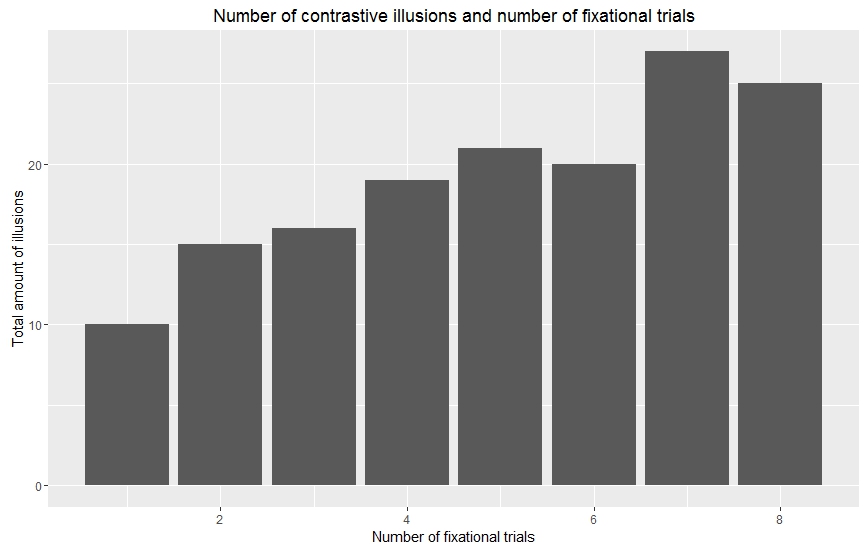 Number of contrastive illusions and number of fixational trials
Total amount of illusions
20
10
0
2 4 6 8
Number of fixational trials